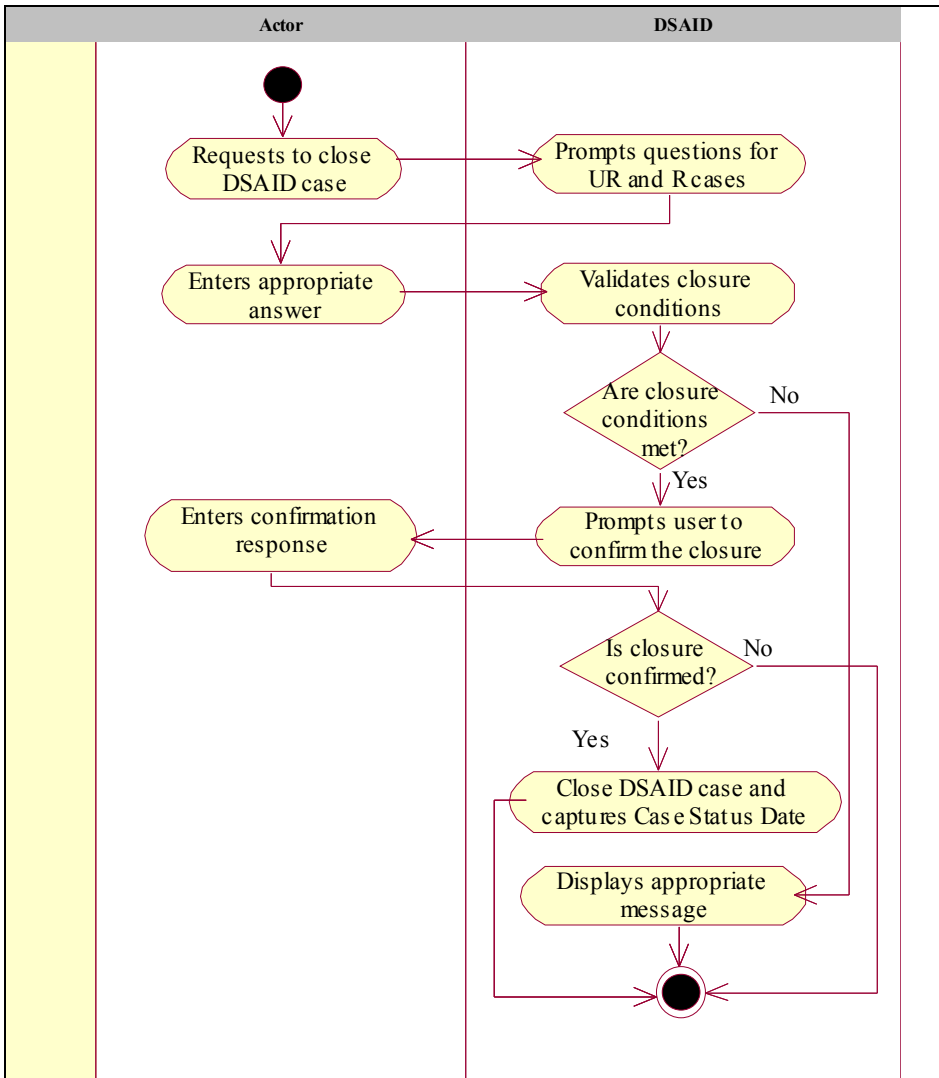 Actor
DSAID
Requests to close
DSAID case
Prompts questions for
UR and R cases
Enters appropriate
answer
Validates closure
conditions
Are closure
conditions
met?
No
Yes
Enters confirmation
response
Prompts user to
confirm the closure
Is closure
confirmed?
No
Yes
Close DSAID case and
captures Case Status Date
Displays appropriate
message